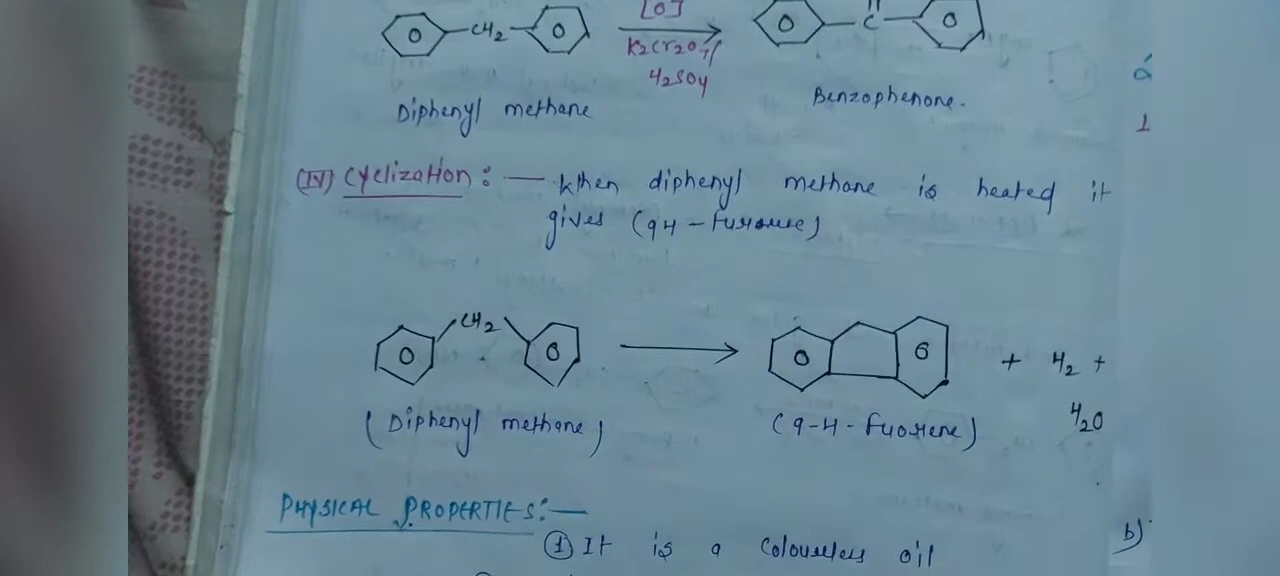 CH2
[O]
K2Cr2O7/
H2SO4
C
Diphenyl methane
Benzophenone.
(IV) Cyclization :— When diphenyl methane is heated it
gives (9H-
CH2
+ H2 +
H2O
(Diphenyl methane)
(9-H-Fuorene)
PHYSICAL PROPERTIES:—
① It is a Colourless oil
b)